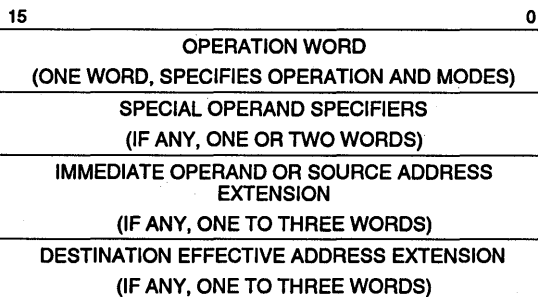 15 0
OPERATION WORD
(ONE WORD, SPECIFIES OPERATION AND MODES)
SPECIAL OPERAND SPECIFIERS
(IF ANY, ONE OR TWO WORDS)
IMMEDIATE OPERAND OR SOURCE ADDRESS
EXTENSION
(IF ANY, ONE TO THREE WORDS)
DESTINATION EFFECTIVE ADDRESS EXTENSION
(IF ANY, ONE TO THREE WORDS)